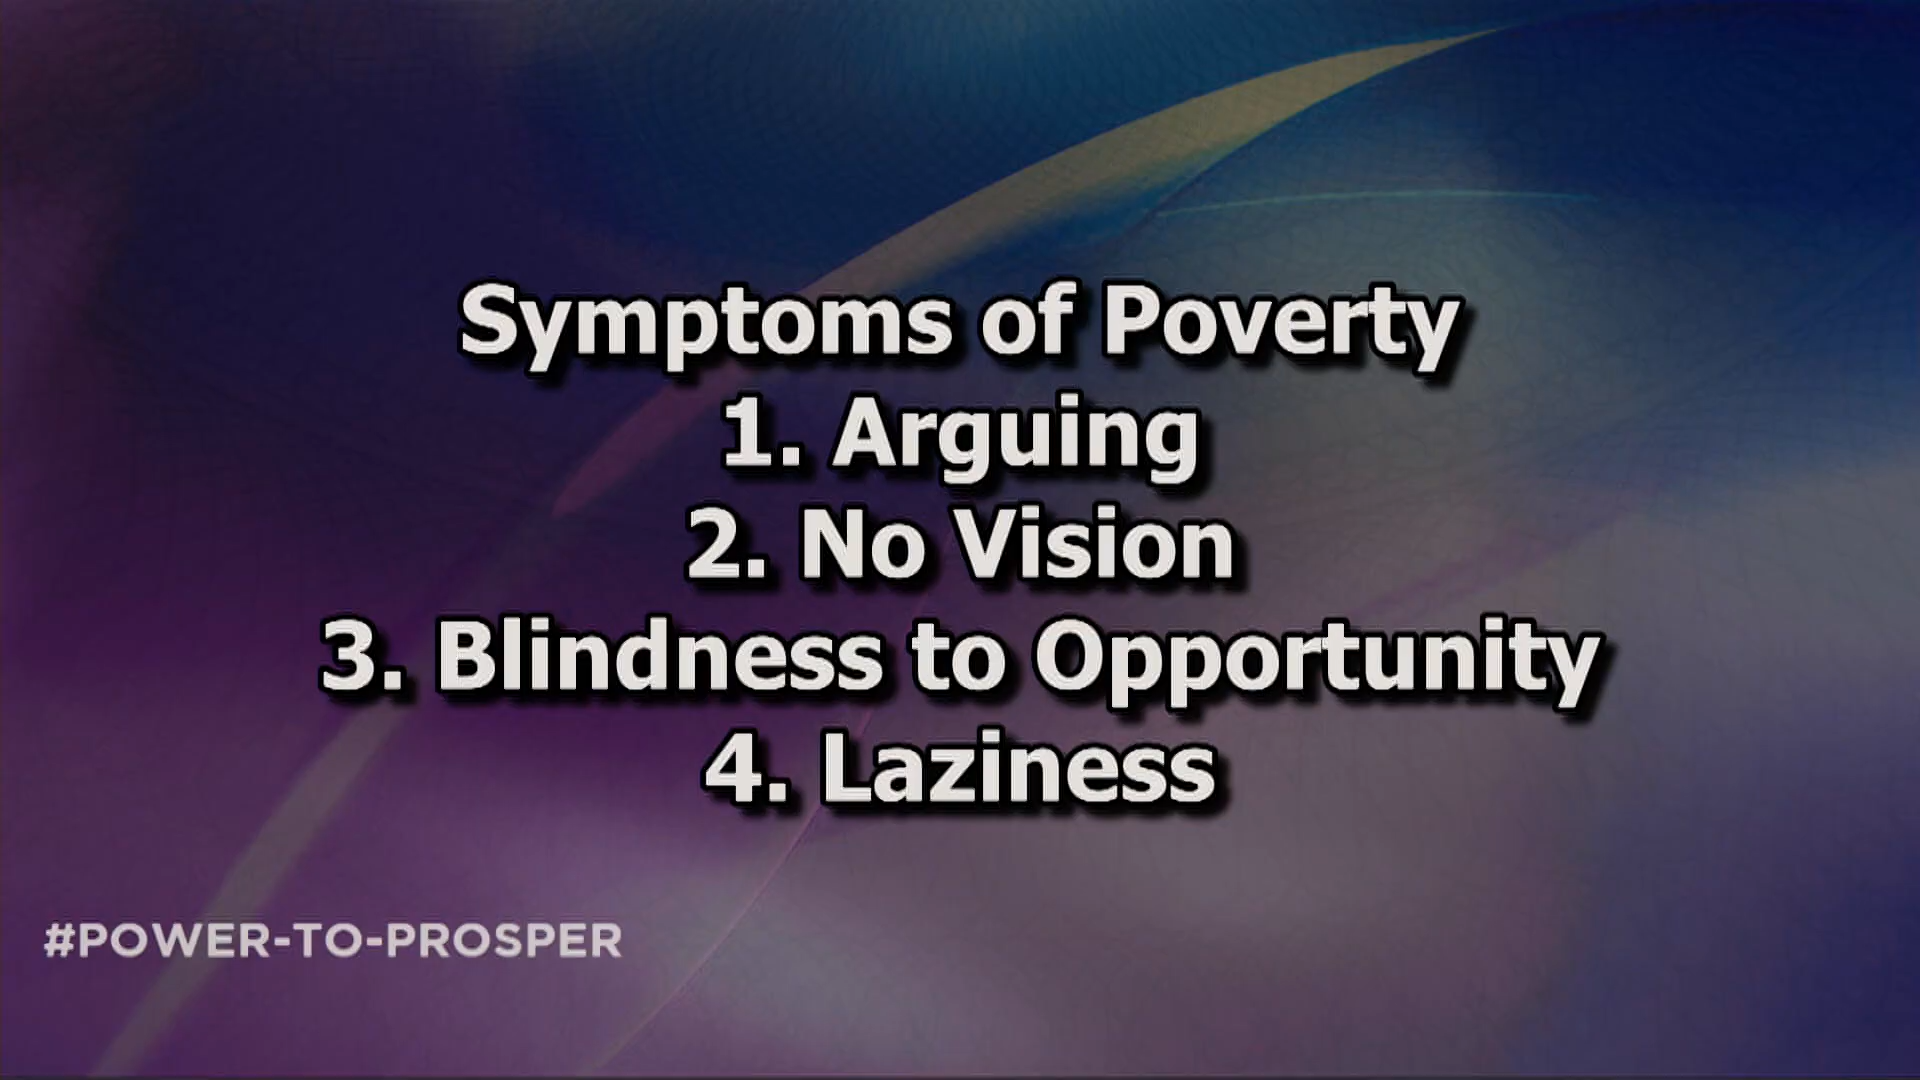 Symptoms of Poverty
1. Arguing
2. No Vision
3. Blindness to Opportunity
4. Laziness
#POWER-TO-PROSPER